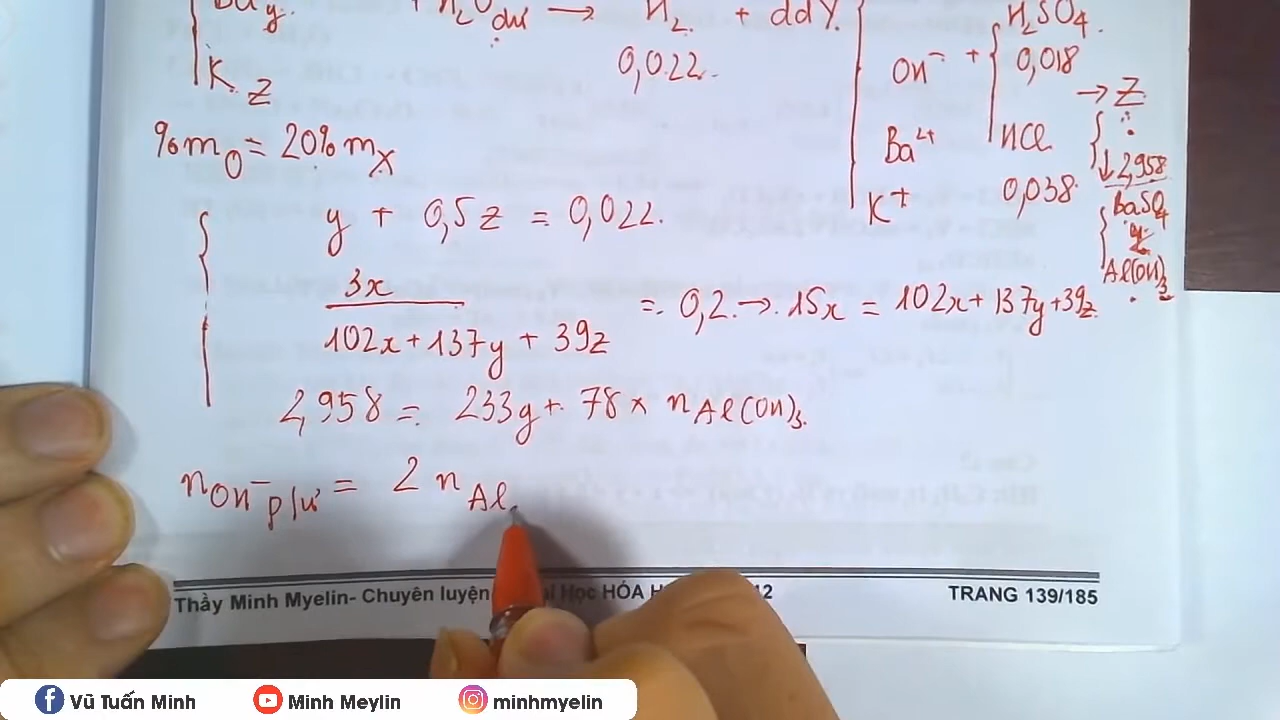 Ba y. + H₂O dư → H₂ + ddY
H₂SO₄.
K z
0,022
OH⁻ + 0,018
→ Z
Ba²⁺
HCl
↓ 2,958
K⁺
0,038
BaSO₄
y
Al(OH)₃
%mO = 20% mX
y + 0,5z = 0,022.
3x
= 0,2 → 15x = 102x + 137y + 39z
102x + 137y + 39z
2,958 = 233y + 78 × nAl(OH)₃.
nOH⁻ p/ư = 2 nAl
Thầy Minh Myelin- Chuyên luyện Học HÓA H 12
TRANG 139/185
Vũ Tuấn Minh
Minh Meylin
minhmyelin